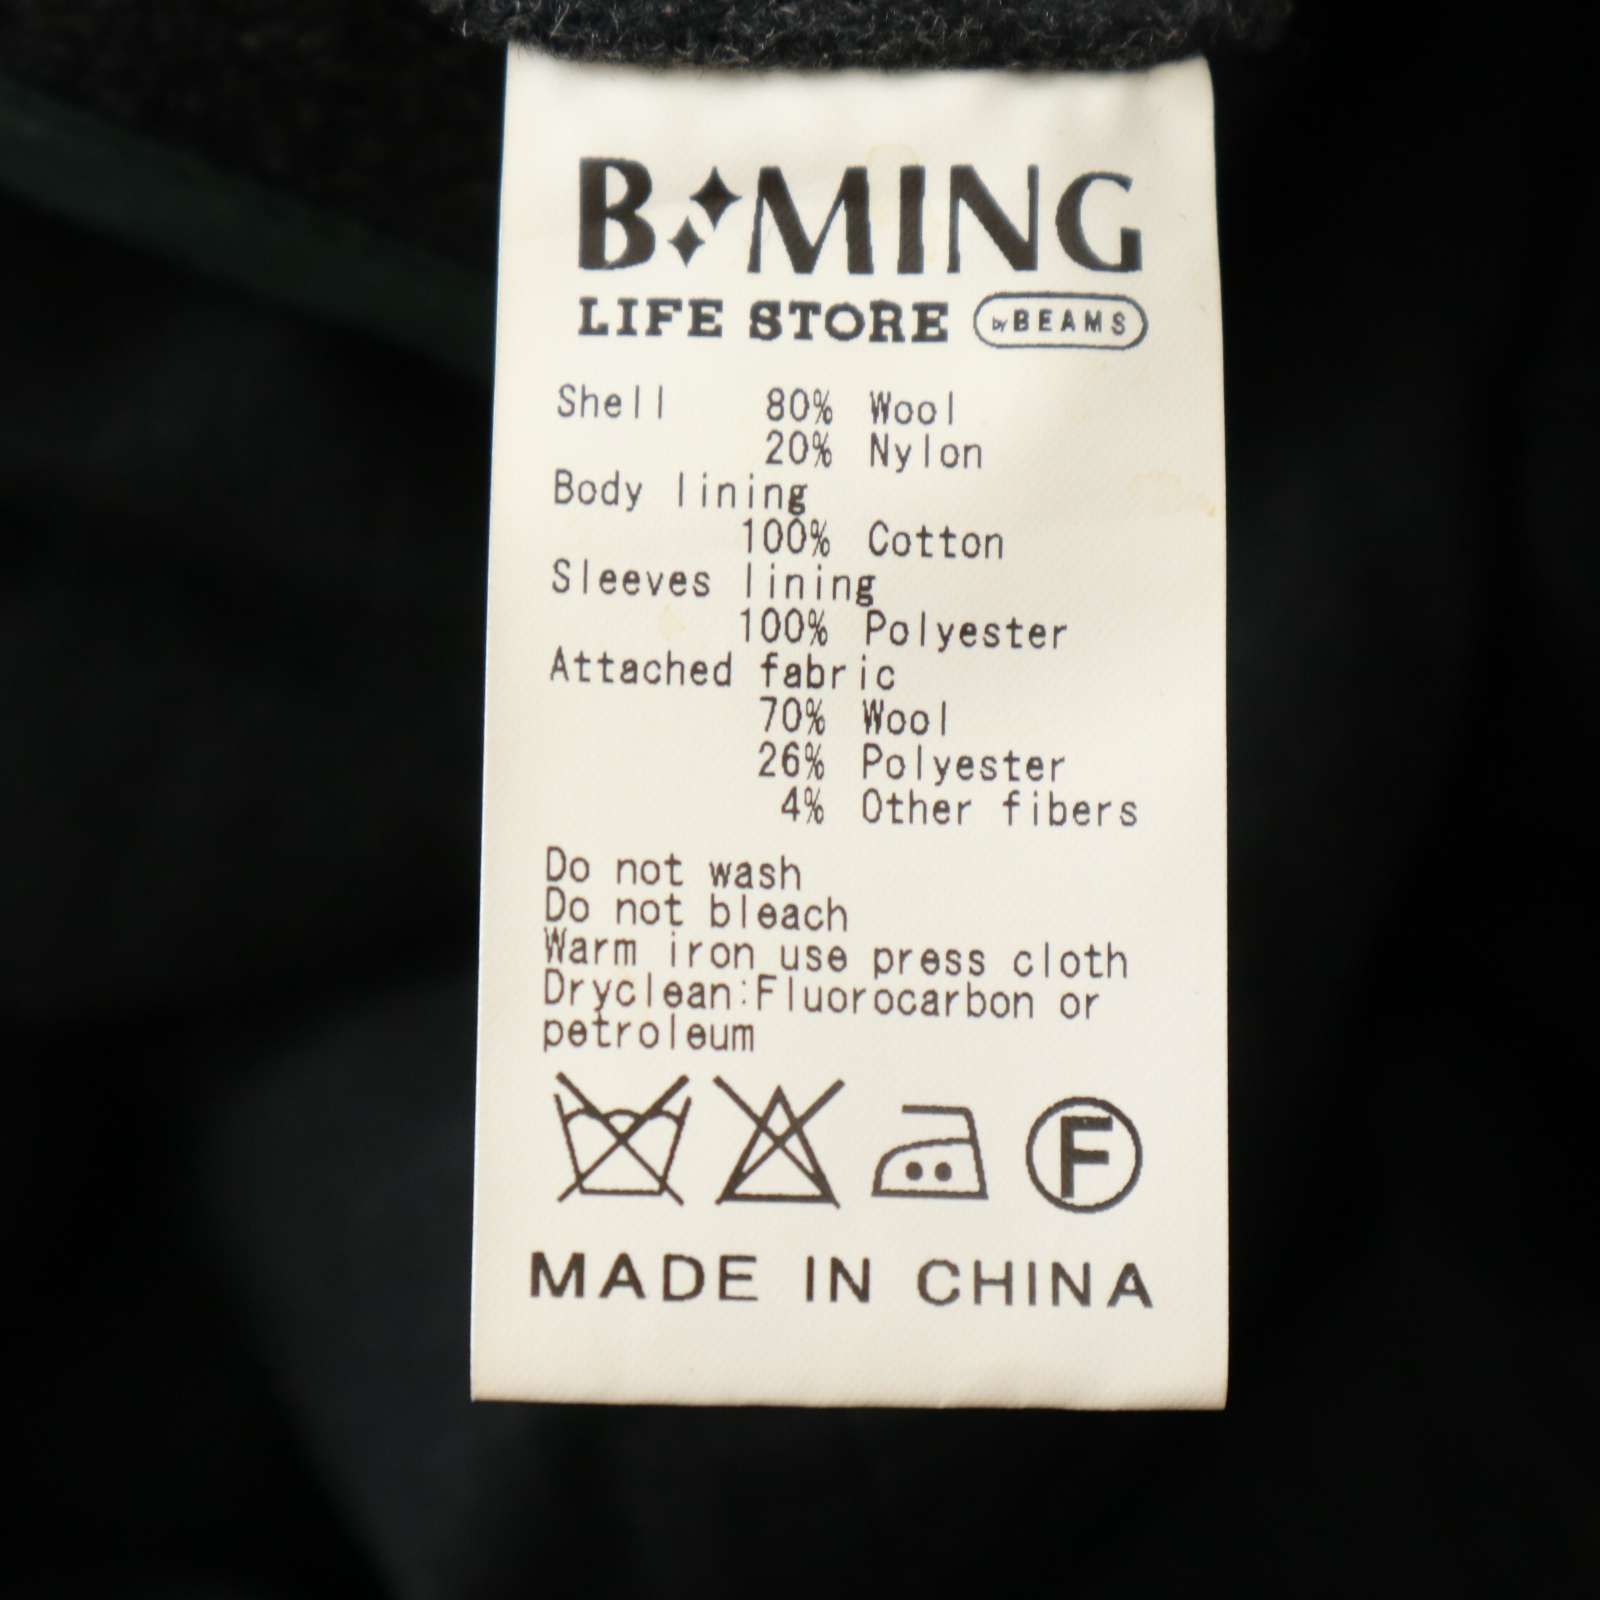 B MING
LIFE STORE by BEAMS
Shell 80% Wool
20% Nylon
Body lining
100% Cotton
Sleeves lining
100% Polyester
Attached fabric
70% Wool
26% Polyester
4% Other fibers
Do not wash
Do not bleach
Warm iron use press cloth
Dryclean:Fluorocarbon or
petroleum
F
MADE IN CHINA